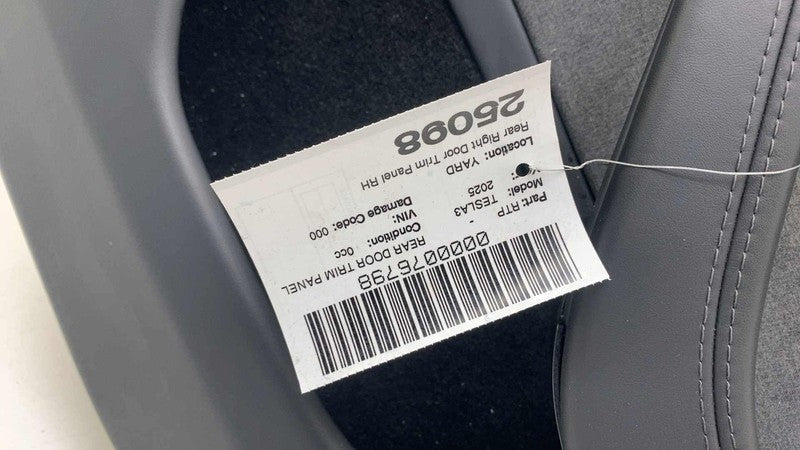 0000076798
Part: RTP - REAR DOOR TRIM PANEL
Model: TESLA3 Condition: 0cc
2025 VIN:
Location: YARD Damage Code: 000
Rear Right Door Trim Panel RH
25098